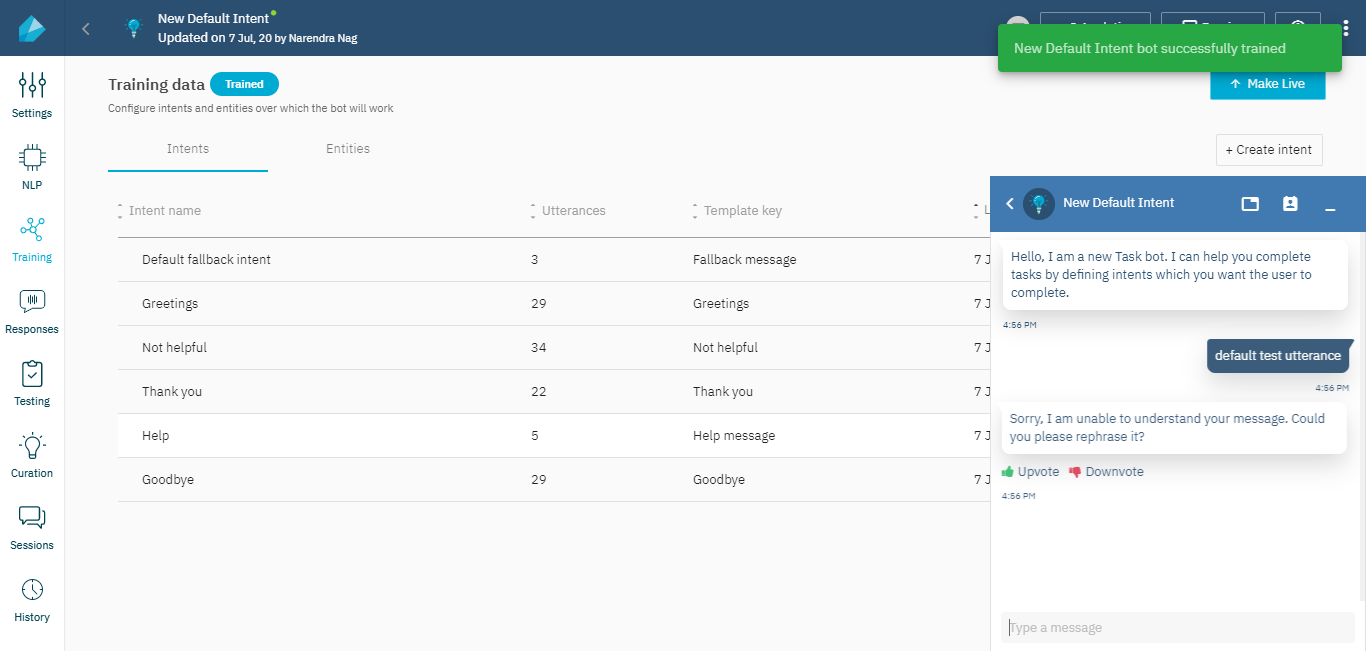 New Default Intent
Updated on 7 Jul, 20 by Narendra Nag
New Default Intent bot successfully trained
Settings
NLP
Training
Responses
Testing
Curation
Sessions
History
Training data Trained
Configure intents and entities over which the bot will work
Make Live
Intents Entities
+ Create intent
Intent name Utterances Template key L
Default fallback intent 3 Fallback message 7 J
Greetings 29 Greetings 7 J
Not helpful 34 Not helpful 7 J
Thank you 22 Thank you 7 J
Help 5 Help message 7 J
Goodbye 29 Goodbye 7 J
New Default Intent
Hello, I am a new Task bot. I can help you complete
tasks by defining intents which you want the user to
complete.
4:56 PM
default test utterance
4:56 PM
Sorry, I am unable to understand your message. Could
you please rephrase it?
Upvote Downvote
4:56 PM
Type a message